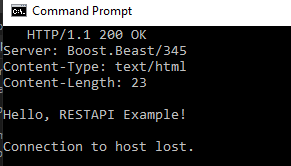 Command Prompt
HTTP/1.1 200 OK
Server: Boost.Beast/345
Content-Type: text/html
Content-Length: 23
Hello, RESTAPI Example!
Connection to host lost.